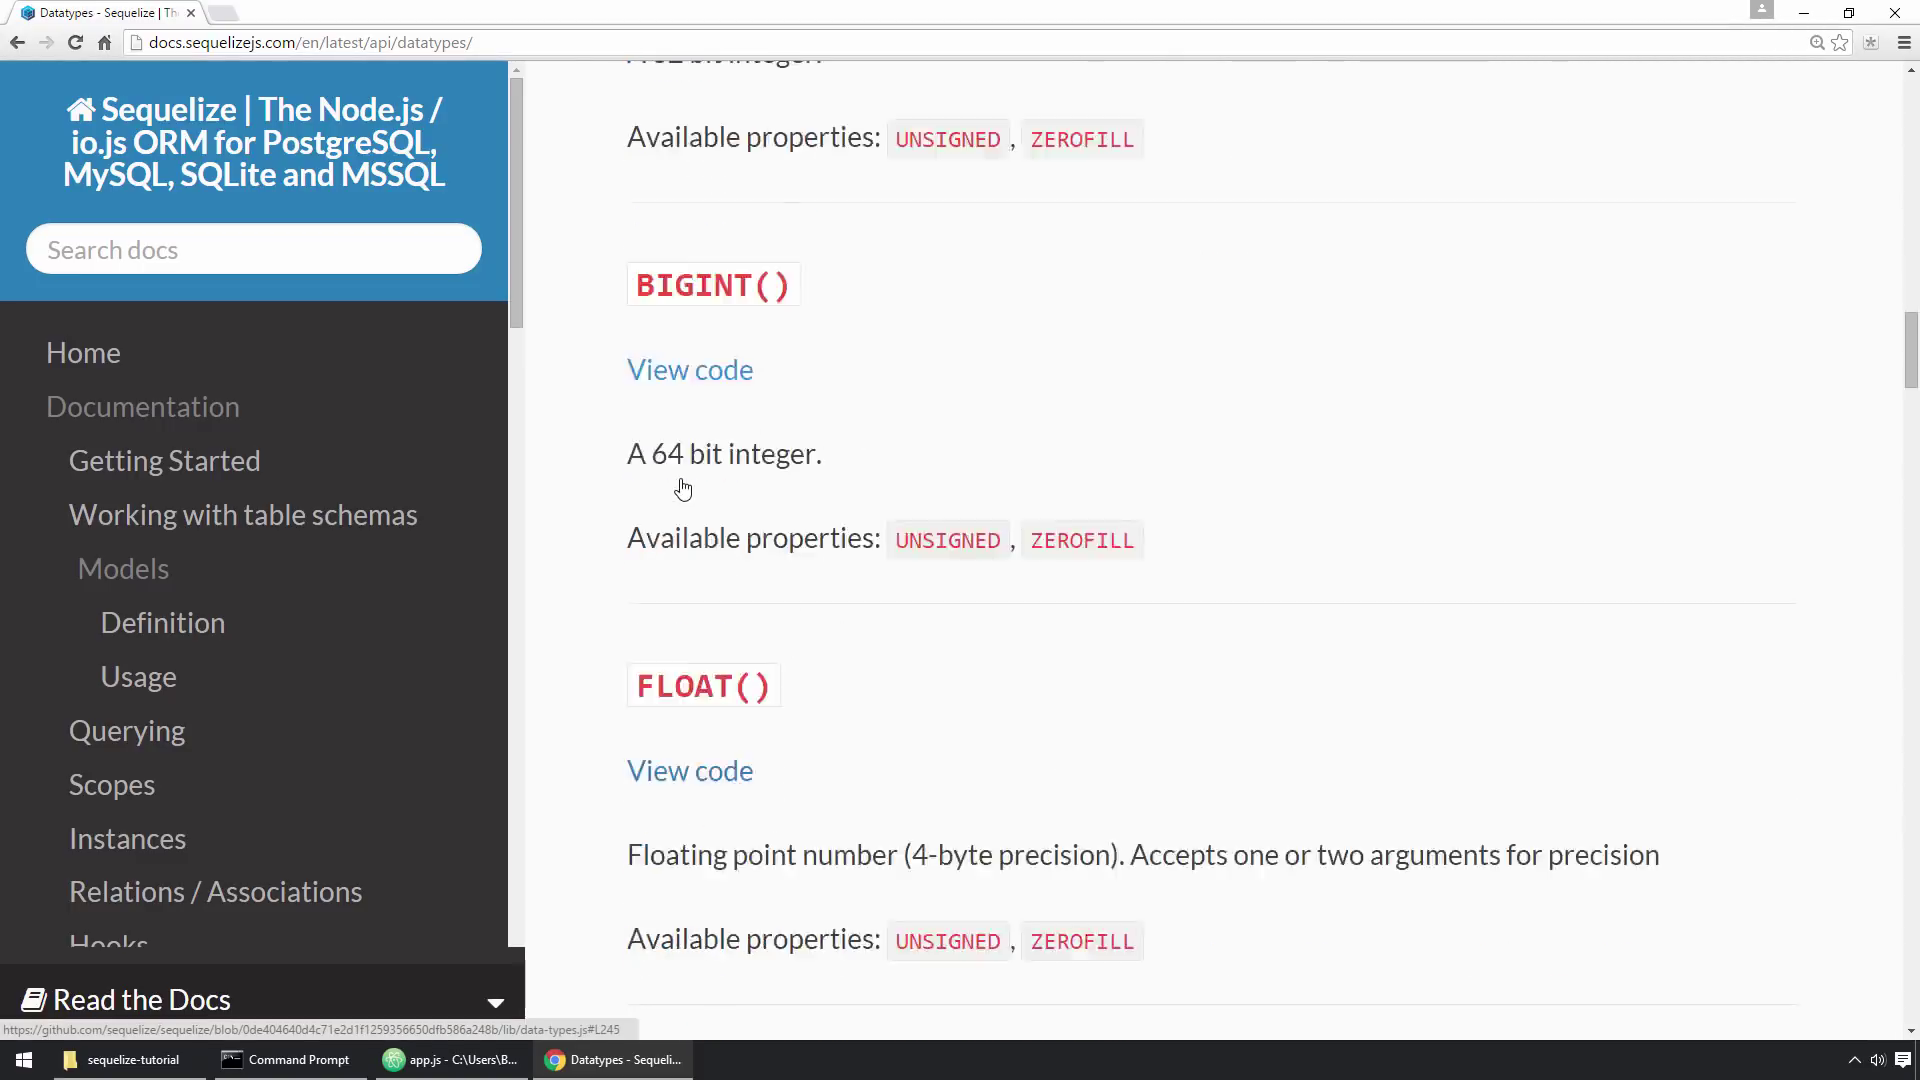 Datatypes - Sequelize | Th
docs.sequelizejs.com/en/latest/api/datatypes/
Sequelize | The Node.js /
io.js ORM for PostgreSQL,
MySQL, SQLite and MSSQL
Search docs
Home
Documentation
Getting Started
Working with table schemas
Models
Definition
Usage
Querying
Scopes
Instances
Relations / Associations
Hooks
Read the Docs
A 32 bit integer.
Available properties: UNSIGNED, ZEROFILL
BIGINT()
View code
A 64 bit integer.
Available properties: UNSIGNED, ZEROFILL
FLOAT()
View code
Floating point number (4-byte precision). Accepts one or two arguments for precision
Available properties: UNSIGNED, ZEROFILL
https://github.com/sequelize/sequelize/blob/0de404640d4c71e2d1f1259356650dfb586a248b/lib/data-types.js#L245
sequelize-tutorial
Command Prompt
app.js - C:\Users\B...
Datatypes - Sequeli...